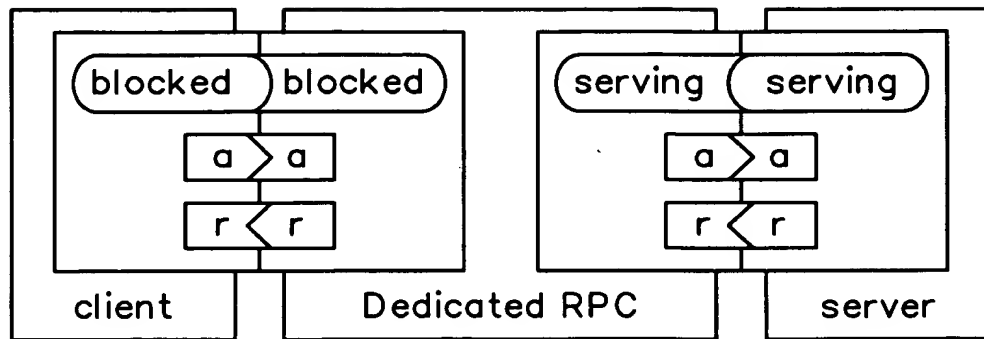 blocked blocked serving serving
a a a a
r r r r
client Dedicated RPC server